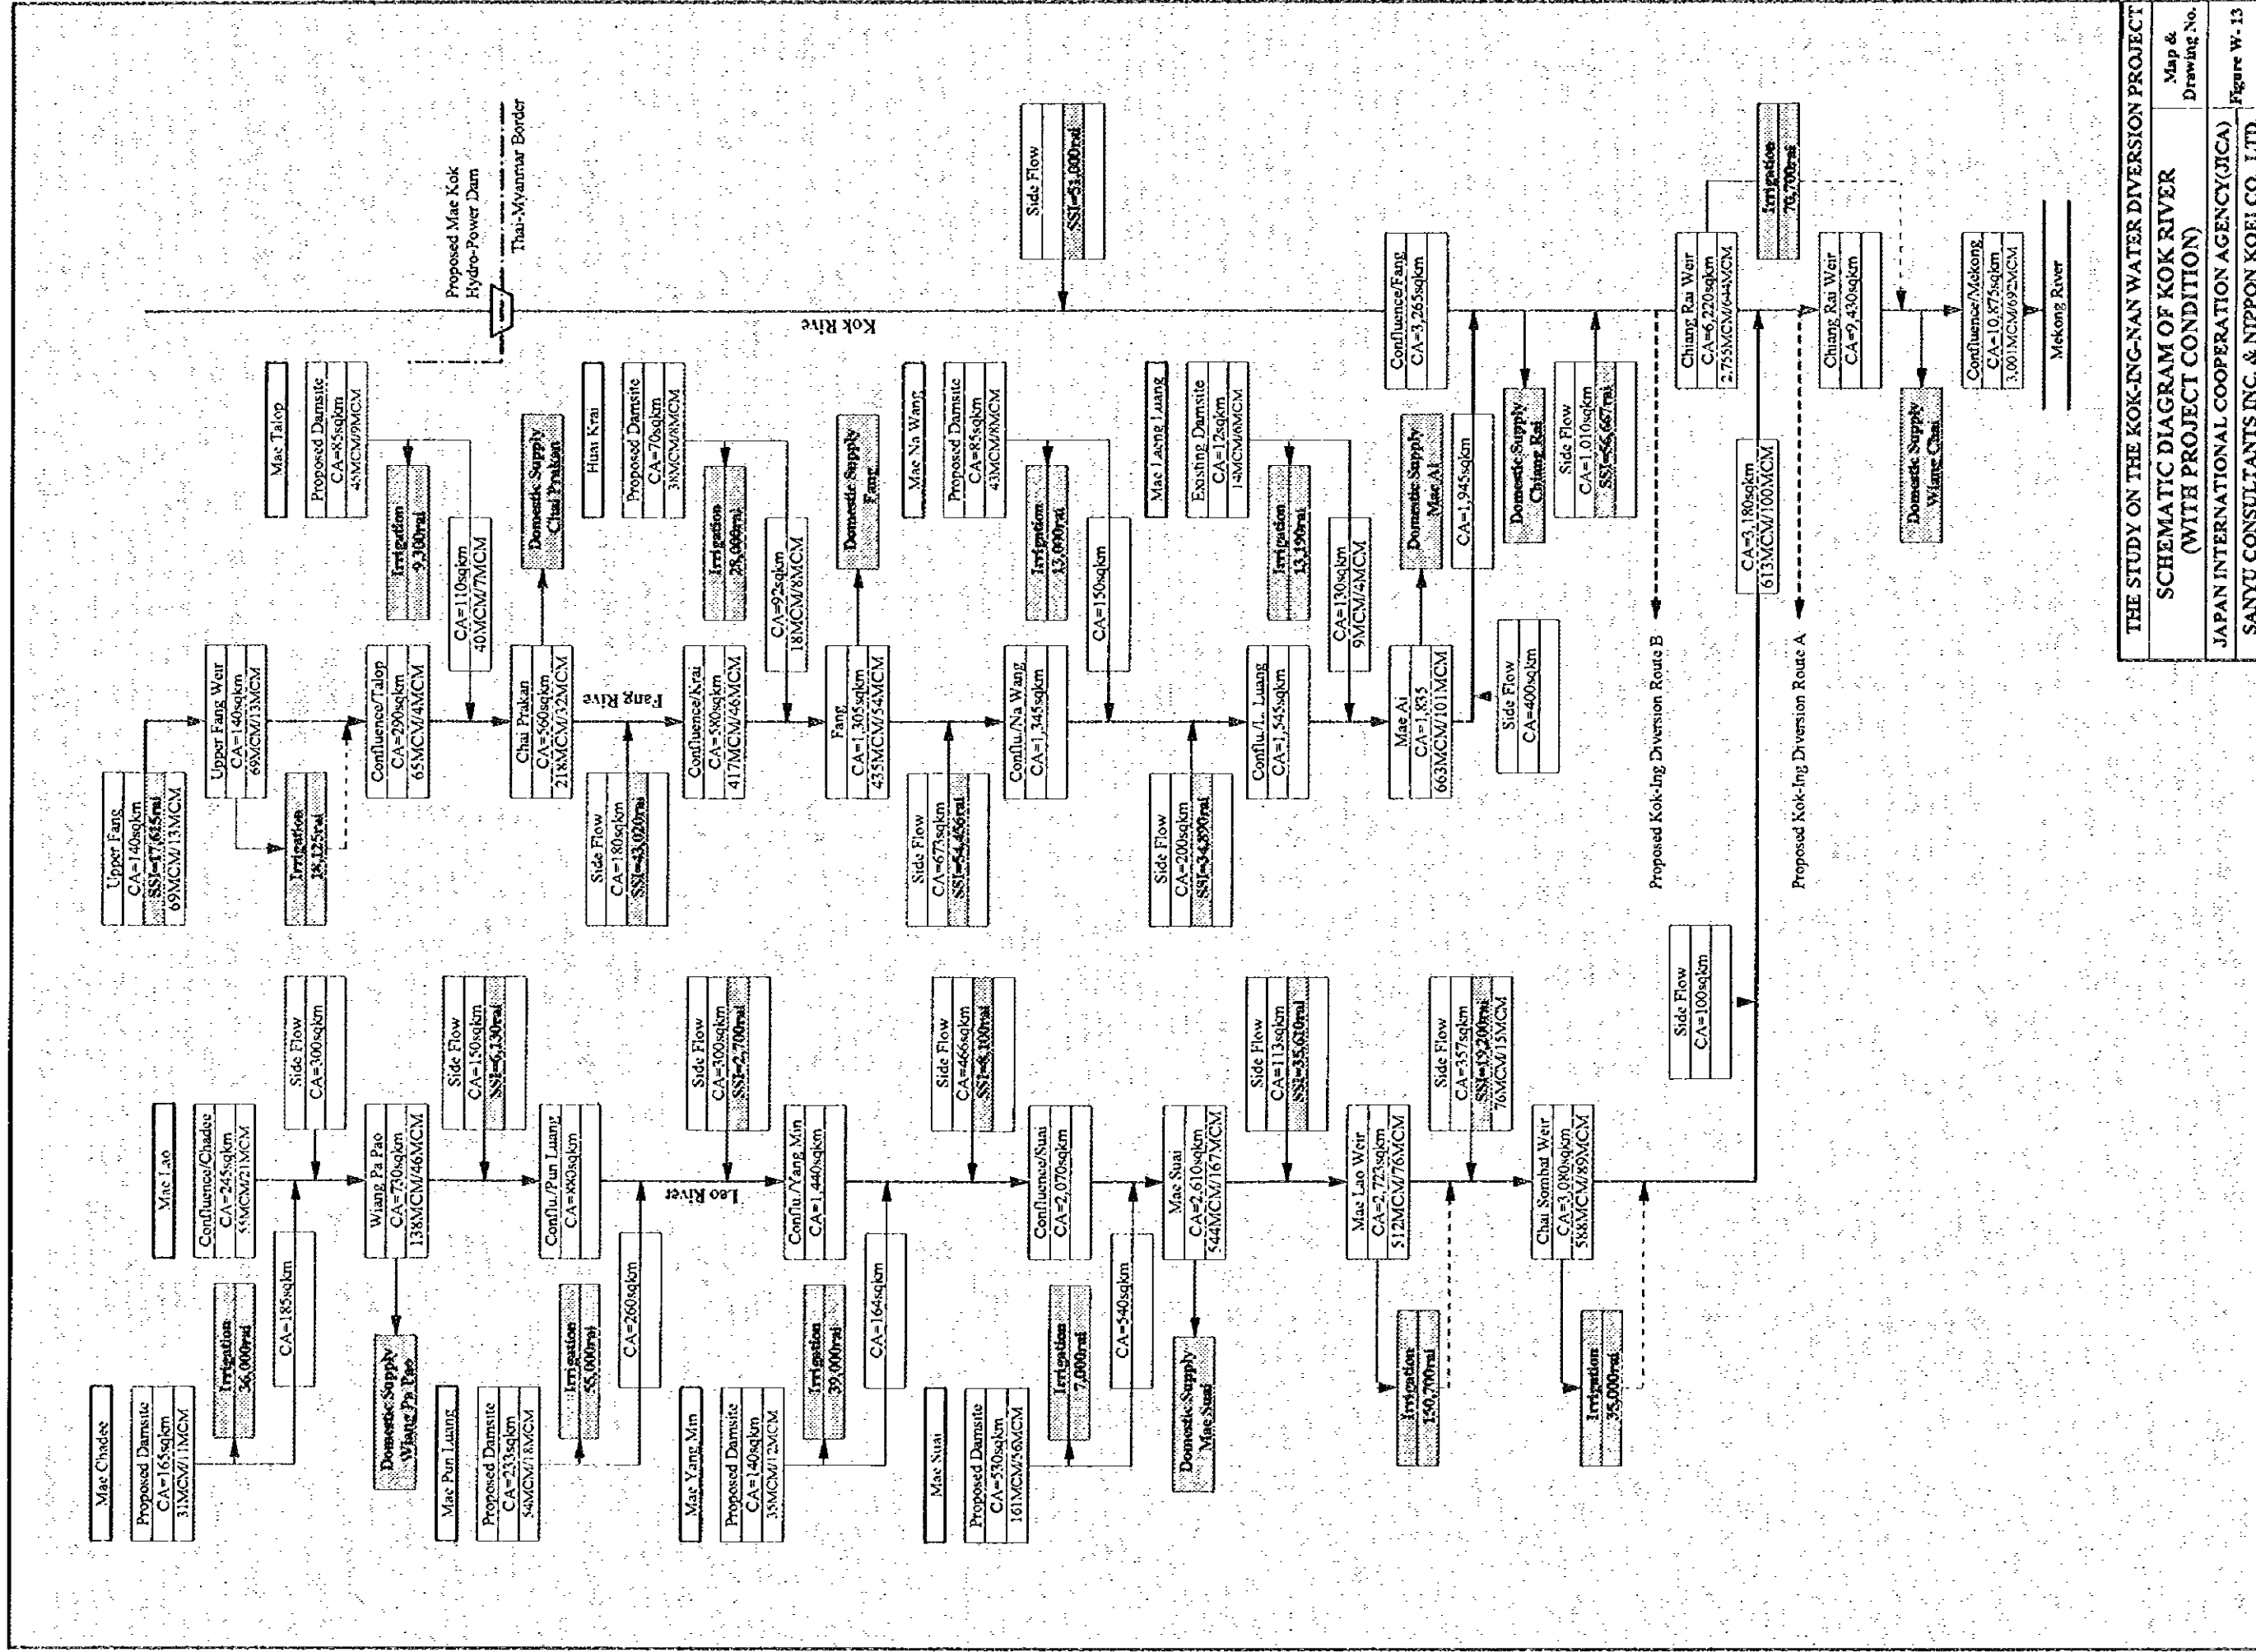 Mae Chadee
Proposed Damsite
CA=165sqkm
31MCM/11MCM
Irrigation
36,000rai
CA=185sqkm
Mae Lao
Confluence/Chadee
CA=245sqkm
55MCM/21MCM
Side Flow
CA=300sqkm
Wiang Pa Pao
CA=730sqkm
138MCM/46MCM
Domestic Supply
Wiang Pa Pao
Side Flow
CA=150sqkm
SSI=6,130rai
Mae Pun Luang
Proposed Damsite
CA=233sqkm
54MCM/18MCM
Irrigation
55,000rai
CA=260sqkm
Conflu./Pun Luang
CA=880sqkm
Side Flow
CA=300sqkm
SSI=2,700rai
Lao River
Mae Yang Min
Proposed Damsite
CA=140sqkm
35MCM/12MCM
Irrigation
39,000rai
CA=164sqkm
Conflu./Yang Min
CA=1,440sqkm
Side Flow
CA=466sqkm
SSI=8,100rai
Mae Suai
Proposed Damsite
CA=530sqkm
161MCM/56MCM
Irrigation
7,000rai
CA=540sqkm
Confluence/Suai
CA=2,070sqkm
Mae Suai
CA=2,610sqkm
544MCM/167MCM
Domestic Supply
Mae Suai
Side Flow
CA=113sqkm
SSI=35,610rai
Mae Lao Weir
CA=2,723sqkm
512MCM/76MCM
Irrigation
150,700rai
Side Flow
CA=357sqkm
SSI=19,200rai
76MCM/15MCM
Chai Sombat Weir
CA=3,080sqkm
588MCM/89MCM
Irrigation
35,000rai
Side Flow
CA=100sqkm
Upper Fang
CA=140sqkm
SSI=17,625rai
69MCM/13MCM
Upper Fang Weir
CA=140sqkm
69MCM/13MCM
Irrigation
18,125rai
Mae Talop
Proposed Damsite
CA=85sqkm
45MCM/9MCM
Irrigation
9,300rai
Confluence/Talop
CA=290sqkm
65MCM/4MCM
CA=110sqkm
40MCM/7MCM
Chai Prakan
CA=560sqkm
218MCM/32MCM
Domestic Supply
Chai Prakan
Side Flow
CA=180sqkm
SSI=43,020rai
Fang Rive
Huai Krai
Proposed Damsite
CA=70sqkm
38MCM/8MCM
Irrigation
28,000rai
Confluence/Krai
CA=580sqkm
417MCM/46MCM
CA=92sqkm
18MCM/8MCM
Fang
CA=1,305sqkm
435MCM/54MCM
Domestic Supply
Fang
Side Flow
CA=673sqkm
SSI=54,456rai
Mae Na Wang
Proposed Damsite
CA=85sqkm
43MCM/8MCM
Irrigation
13,000rai
Conflu/Na Wang
CA=1,345sqkm
CA=150sqkm
Side Flow
CA=200sqkm
SSI=34,890rai
Mae Laeng Luang
Existing Damsite
CA=12sqkm
14MCM/6MCM
Irrigation
13,190rai
Conflu/L. Luang
CA=1,545sqkm
CA=130sqkm
9MCM/4MCM
Mae Ai
CA=1,835
663MCM/101MCM
Domestic Supply
Mae Ai
CA=1,945sqkm
Side Flow
CA=400sqkm
Proposed Mae Kok
Hydro-Power Dam
Thai-Myanmar Border
Kok Rive
Side Flow
SSI=51,000rai
Confluence/Fang
CA=3,265sqkm
Domestic Supply
Chiang Rai
Side Flow
CA=1,010sqkm
SSI=56,667rai
Proposed Kok-Ing Diversion Route B
Chiang Rai Weir
CA=6,220sqkm
2,755MCM/644MCM
Irrigation
70,700rai
CA=3,180sqkm
613MCM/100MCM
Proposed Kok-Ing Diversion Route A
Chiang Rai Weir
CA=9,430sqkm
Domestic Supply
Wiang Chai
Confluence/Mekong
CA=10,875sqkm
3,001MCM/692MCM
Mekong River
THE STUDY ON THE KOK-ING-NAN WATER DIVERSION PROJECT
SCHEMATIC DIAGRAM OF KOK RIVER
(WITH PROJECT CONDITION)
Map &
Drawing No.
JAPAN INTERNATIONAL COOPERATION AGENCY(JICA)
SANYU CONSULTANTS INC. & NIPPON KOEI CO., LTD.
Figure W-13